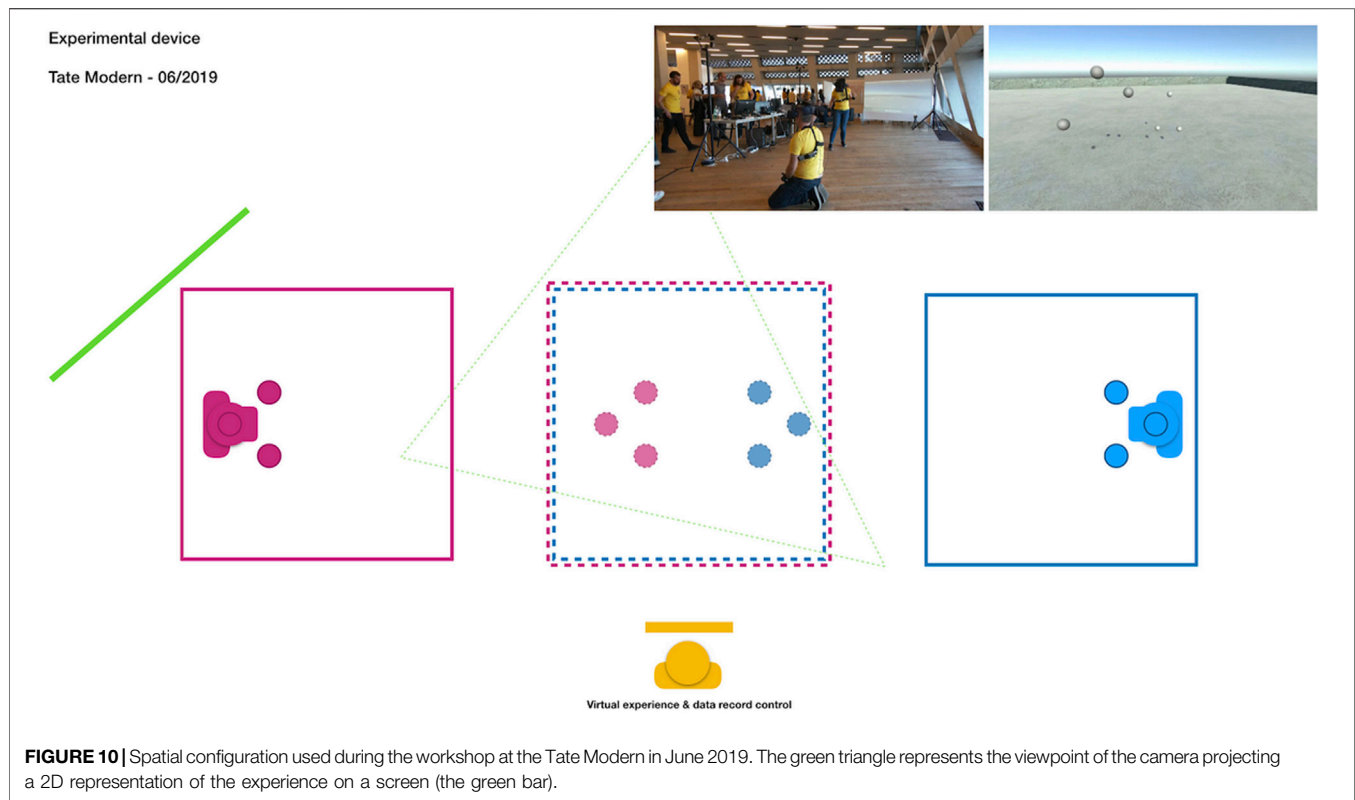 Experimental device
Tate Modern - 06/2019
Virtual experience & data record control
FIGURE 10 | Spatial configuration used during the workshop at the Tate Modern in June 2019. The green triangle represents the viewpoint of the camera projecting
a 2D representation of the experience on a screen (the green bar).